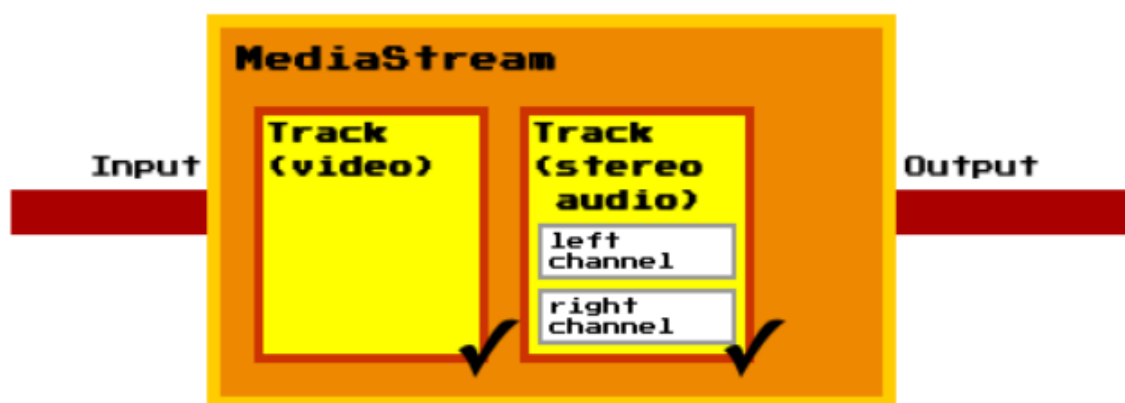 MediaStream
Input
Track
(video)
Track
(stereo
audio)
left
channel
right
channel
Output